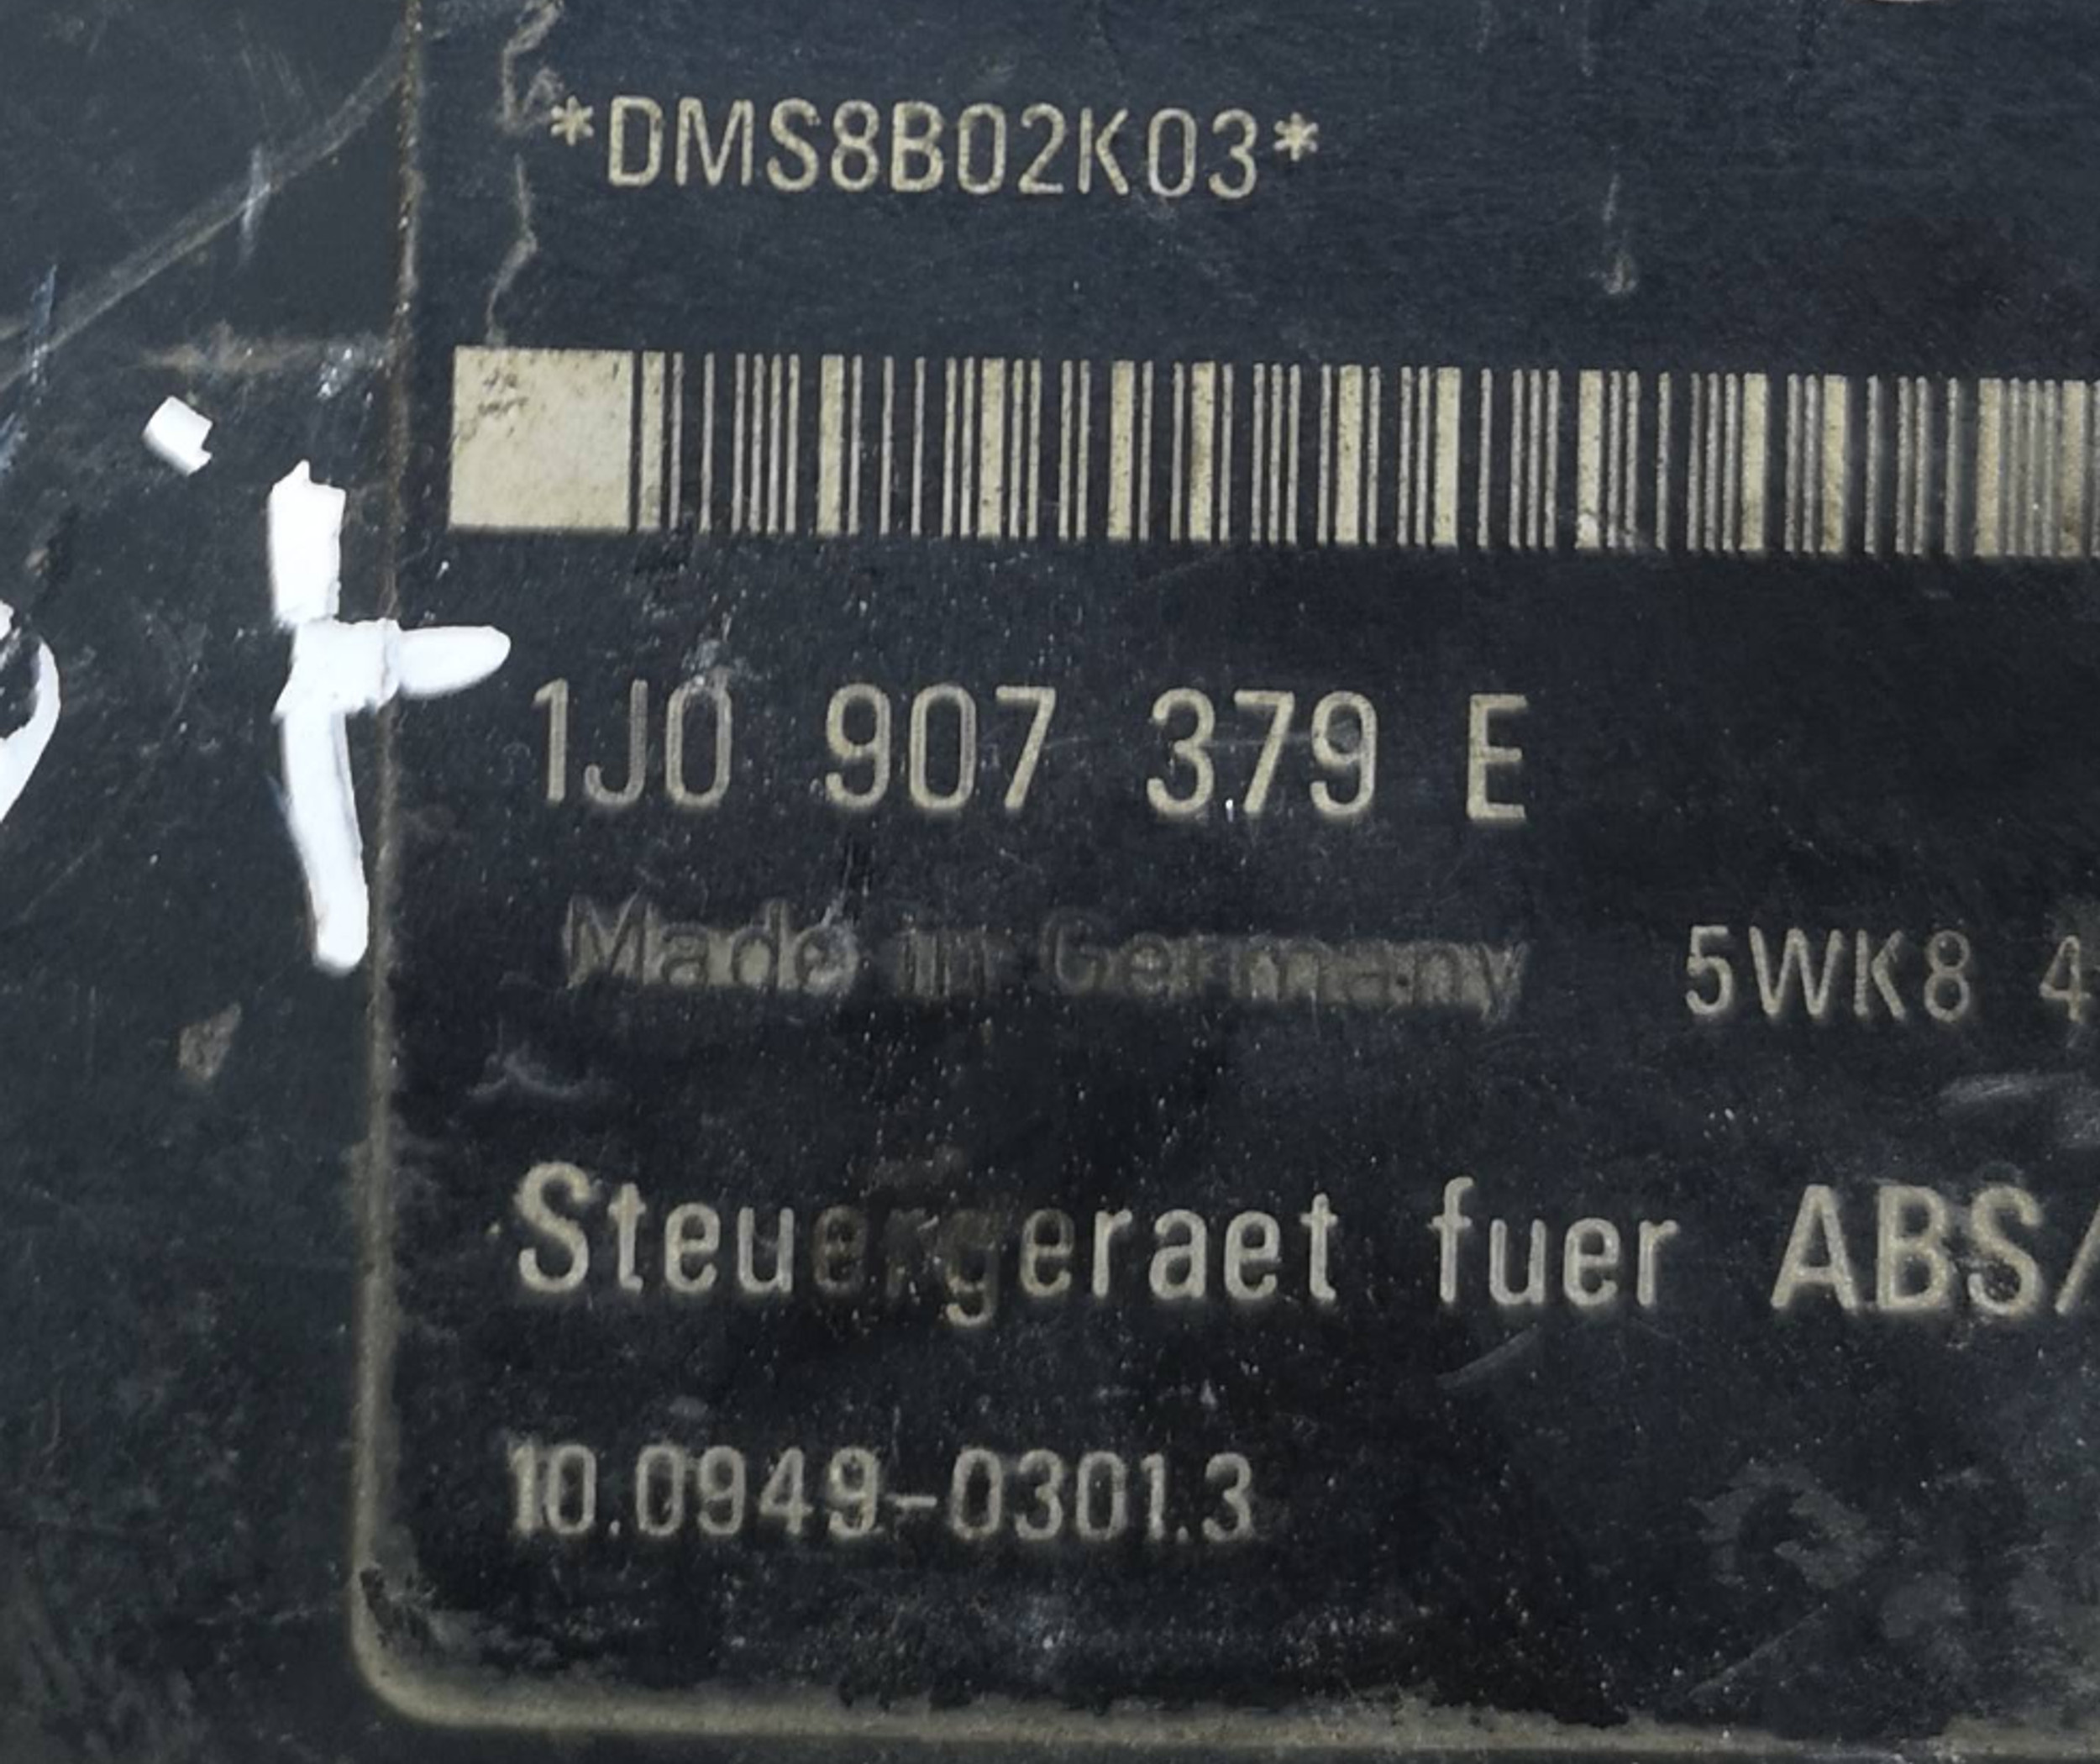 *DMS8B02K03*
1J0 907 379 E
Made in Germany 5WK8 4
Steuergeraet fuer ABS/
10.0949-0301.3